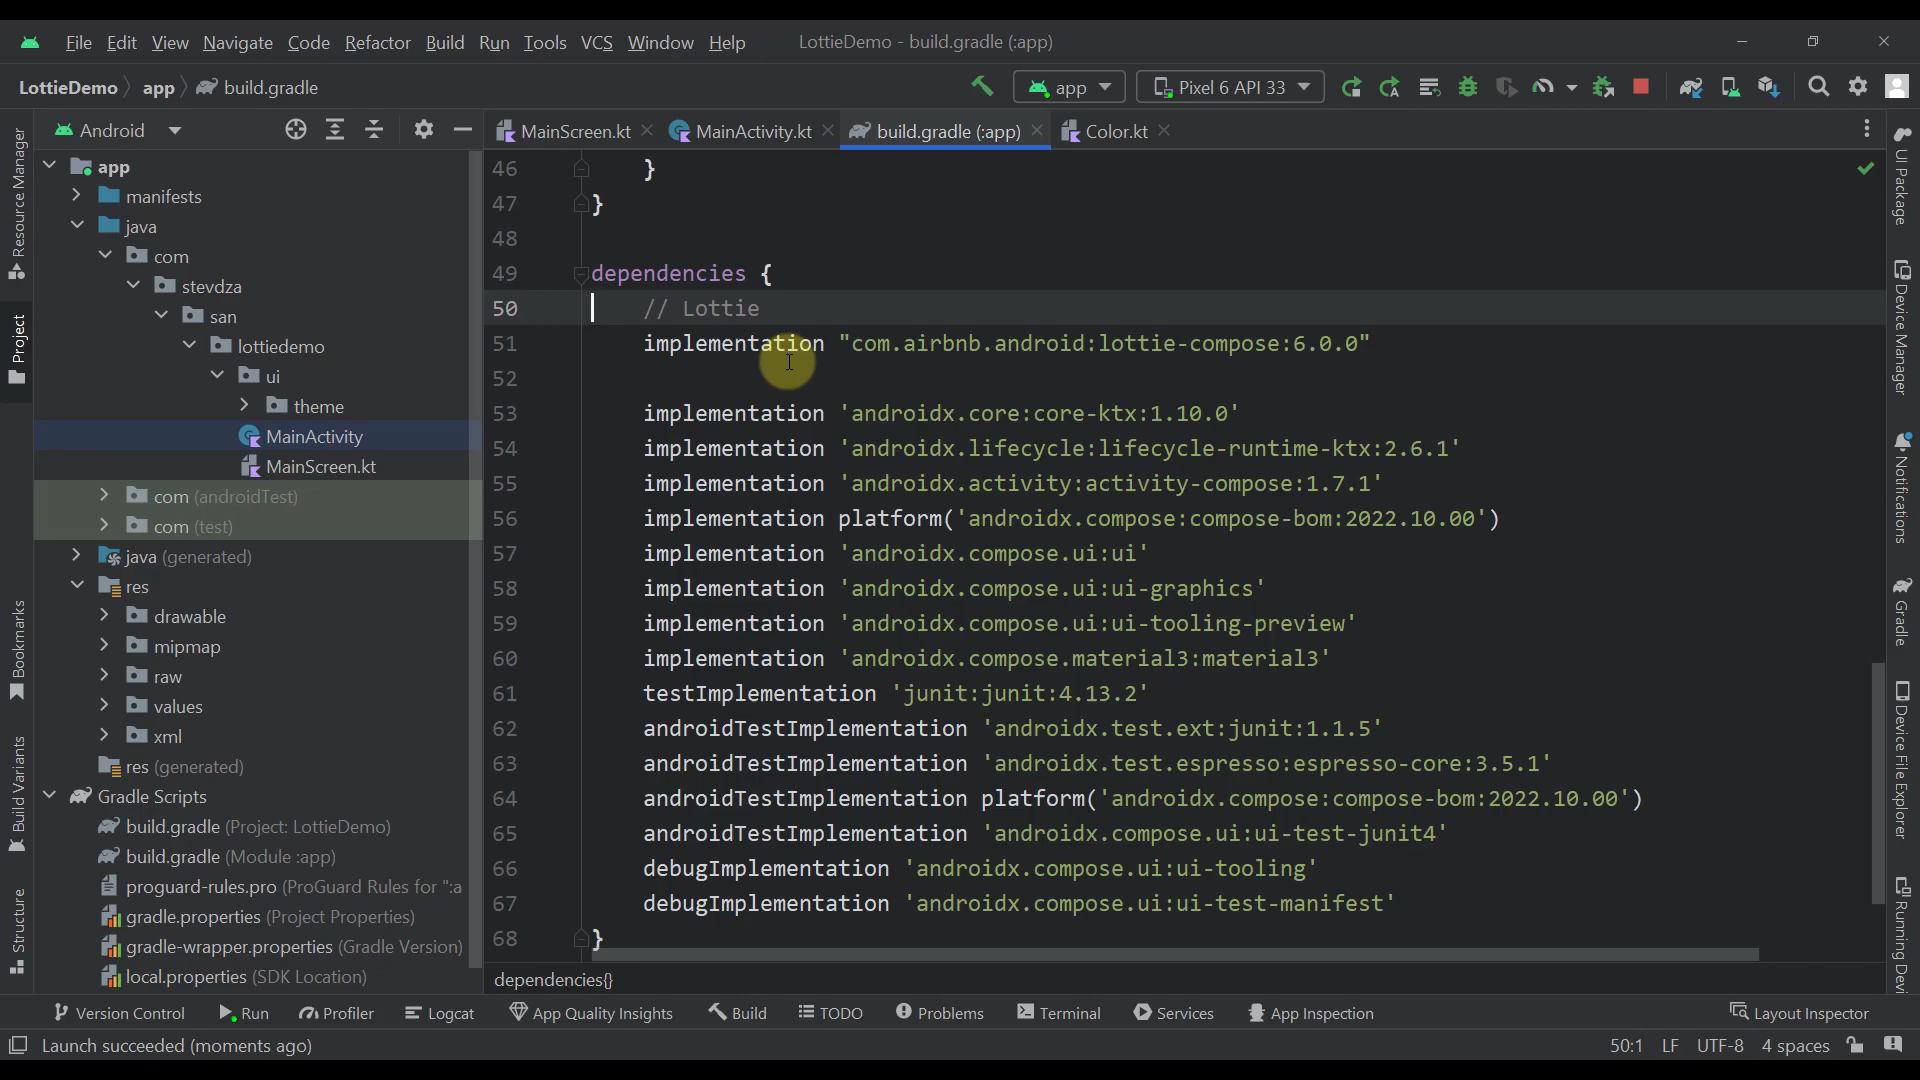 File Edit View Navigate Code Refactor Build Run Tools VCS Window Help LottieDemo - build.gradle (:app)
LottieDemo app build.gradle app Pixel 6 API 33
Android
MainScreen.kt MainActivity.kt build.gradle (:app) Color.kt
Resource Manager
Project
Bookmarks
Build Variants
Structure
app
manifests
java
com
stevdza
san
lottiedemo
ui
theme
MainActivity
MainScreen.kt
com (androidTest)
com (test)
java (generated)
res
drawable
mipmap
raw
values
xml
res (generated)
Gradle Scripts
build.gradle (Project: LottieDemo)
build.gradle (Module :app)
proguard-rules.pro (ProGuard Rules for ":a
gradle.properties (Project Properties)
gradle-wrapper.properties (Gradle Version)
local.properties (SDK Location)
46 }
47 }
48
49 dependencies {
50 // Lottie
51 implementation "com.airbnb.android:lottie-compose:6.0.0"
52
53 implementation 'androidx.core:core-ktx:1.10.0'
54 implementation 'androidx.lifecycle:lifecycle-runtime-ktx:2.6.1'
55 implementation 'androidx.activity:activity-compose:1.7.1'
56 implementation platform('androidx.compose:compose-bom:2022.10.00')
57 implementation 'androidx.compose.ui:ui'
58 implementation 'androidx.compose.ui:ui-graphics'
59 implementation 'androidx.compose.ui:ui-tooling-preview'
60 implementation 'androidx.compose.material3:material3'
61 testImplementation 'junit:junit:4.13.2'
62 androidTestImplementation 'androidx.test.ext:junit:1.1.5'
63 androidTestImplementation 'androidx.test.espresso:espresso-core:3.5.1'
64 androidTestImplementation platform('androidx.compose:compose-bom:2022.10.00')
65 androidTestImplementation 'androidx.compose.ui:ui-test-junit4'
66 debugImplementation 'androidx.compose.ui:ui-tooling'
67 debugImplementation 'androidx.compose.ui:ui-test-manifest'
68 }
dependencies{}
UI Package
Device Manager
Notifications
Gradle
Device File Explorer
Running Devi
Version Control Run Profiler Logcat App Quality Insights Build TODO Problems Terminal Services App Inspection Layout Inspector
Launch succeeded (moments ago) 50:1 LF UTF-8 4 spaces